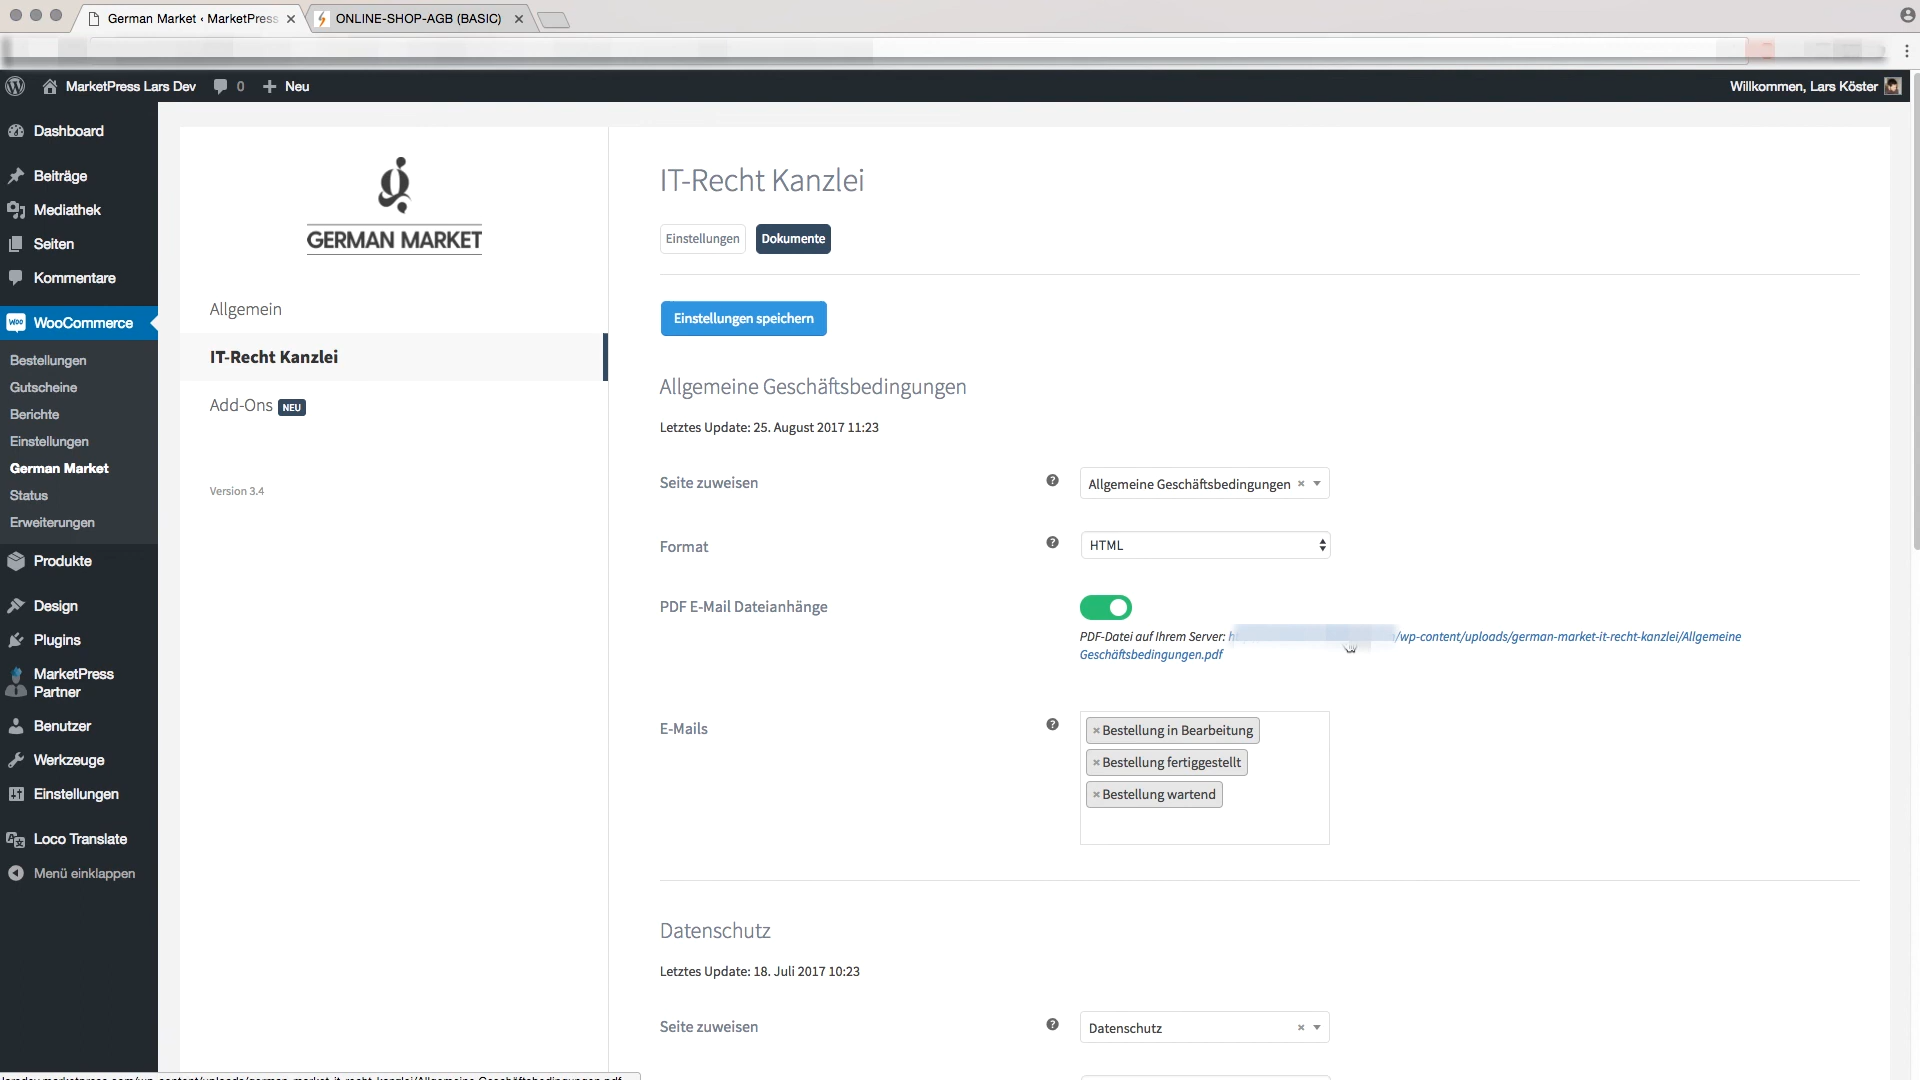 German Market ‹ MarketPress
ONLINE-SHOP-AGB (BASIC)
MarketPress Lars Dev
0
Neu
Willkommen, Lars Köster
Dashboard
Beiträge
Mediathek
Seiten
Kommentare
WooCommerce
Bestellungen
Gutscheine
Berichte
Einstellungen
German Market
Status
Erweiterungen
Produkte
Design
Plugins
MarketPress
Partner
Benutzer
Werkzeuge
Einstellungen
Loco Translate
Menü einklappen
GERMAN MARKET
Allgemein
IT-Recht Kanzlei
Add-Ons NEU
Version 3.4
IT-Recht Kanzlei
Einstellungen
Dokumente
Einstellungen speichern
Allgemeine Geschäftsbedingungen
Letztes Update: 25. August 2017 11:23
Seite zuweisen
Allgemeine Geschäftsbedingungen
Format
HTML
PDF E-Mail Dateianhänge
PDF-Datei auf Ihrem Server: /wp-content/uploads/german-market-it-recht-kanzlei/Allgemeine
Geschäftsbedingungen.pdf
E-Mails
× Bestellung in Bearbeitung
× Bestellung fertiggestellt
× Bestellung wartend
Datenschutz
Letztes Update: 18. Juli 2017 10:23
Seite zuweisen
Datenschutz